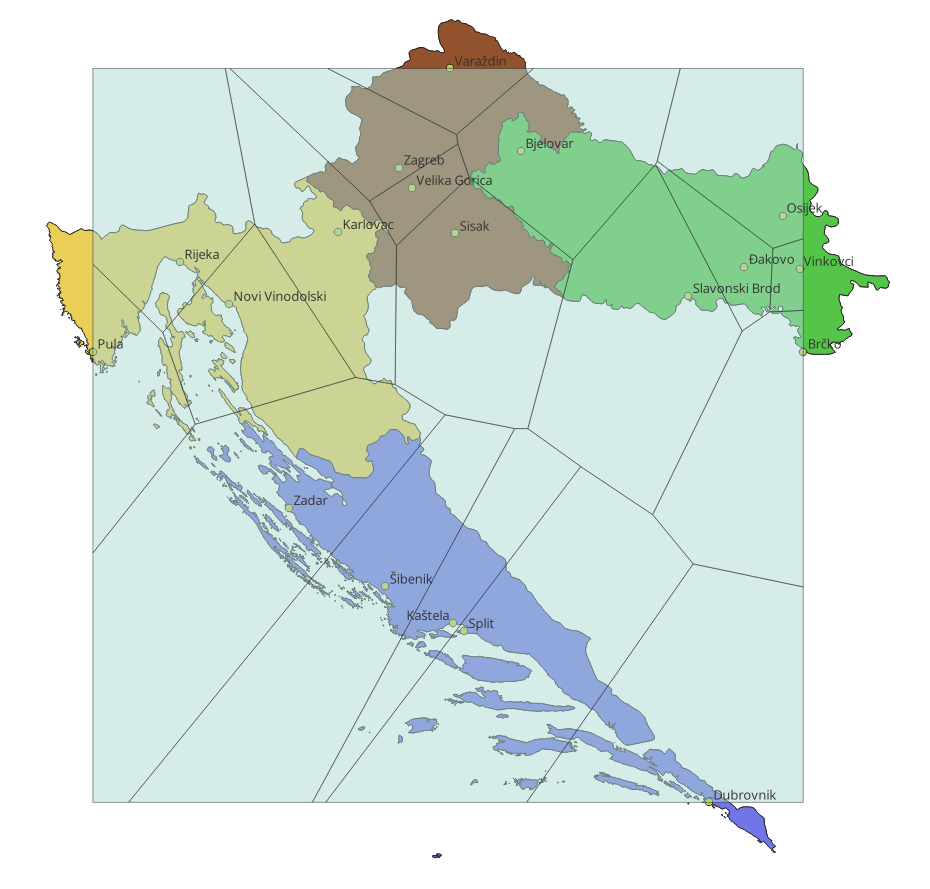 Varaždin
Bjelovar
Zagreb
Velika Gorica
Osijek
Karlovac
Sisak
Rijeka
Đakovo
Vinkovci
Slavonski Brod
Novi Vinodolski
Pula
Brčko
Zadar
Šibenik
Kaštela
Split
Dubrovnik